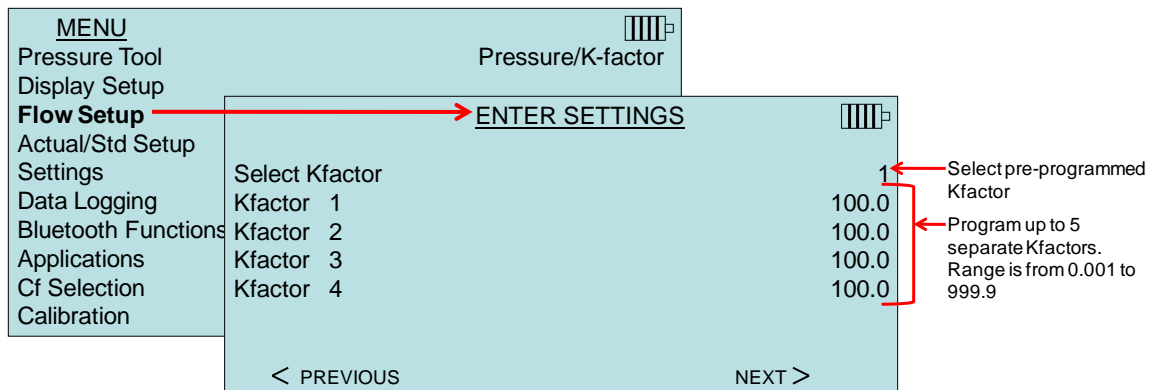 MENU
Pressure Tool
Pressure/K-factor
Display Setup
Flow Setup
Actual/Std Setup
Settings
Data Logging
Bluetooth Functions
Applications
Cf Selection
Calibration
ENTER SETTINGS
Select Kfactor 1
Kfactor 1 100.0
Kfactor 2 100.0
Kfactor 3 100.0
Kfactor 4 100.0
< PREVIOUS NEXT >
Select pre-programmed
Kfactor
Program up to 5
separate Kfactors.
Range is from 0.001 to
999.9